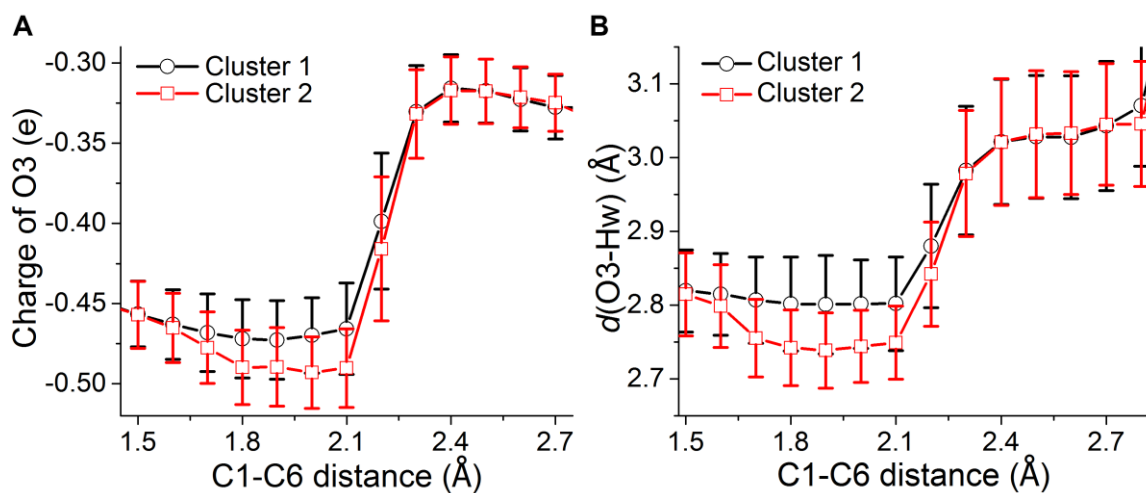 A
Charge of O3 (e)
-0.30
-0.35
-0.40
-0.45
-0.50
Cluster 1
Cluster 2
1.5 1.8 2.1 2.4 2.7
C1-C6 distance (Å)
B
d(O3-Hw) (Å)
3.1
3.0
2.9
2.8
2.7
Cluster 1
Cluster 2
1.5 1.8 2.1 2.4 2.7
C1-C6 distance (Å)